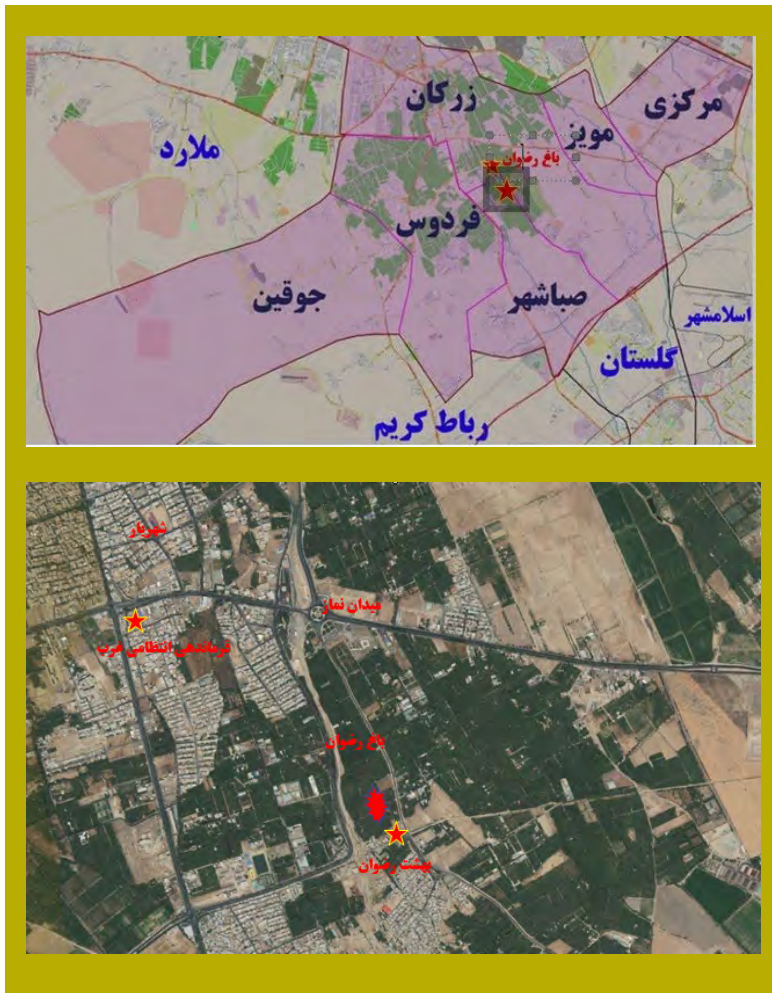 زرکان
مرکزی
مویز
ملارد
باغ رضوان
فردوس
جوقین
صباشهر
اسلامشهر
گلستان
رباط کریم
شهریار
میدان نماز
فرماندهی انتظامی غرب
باغ رضوان
بهشت رضوان